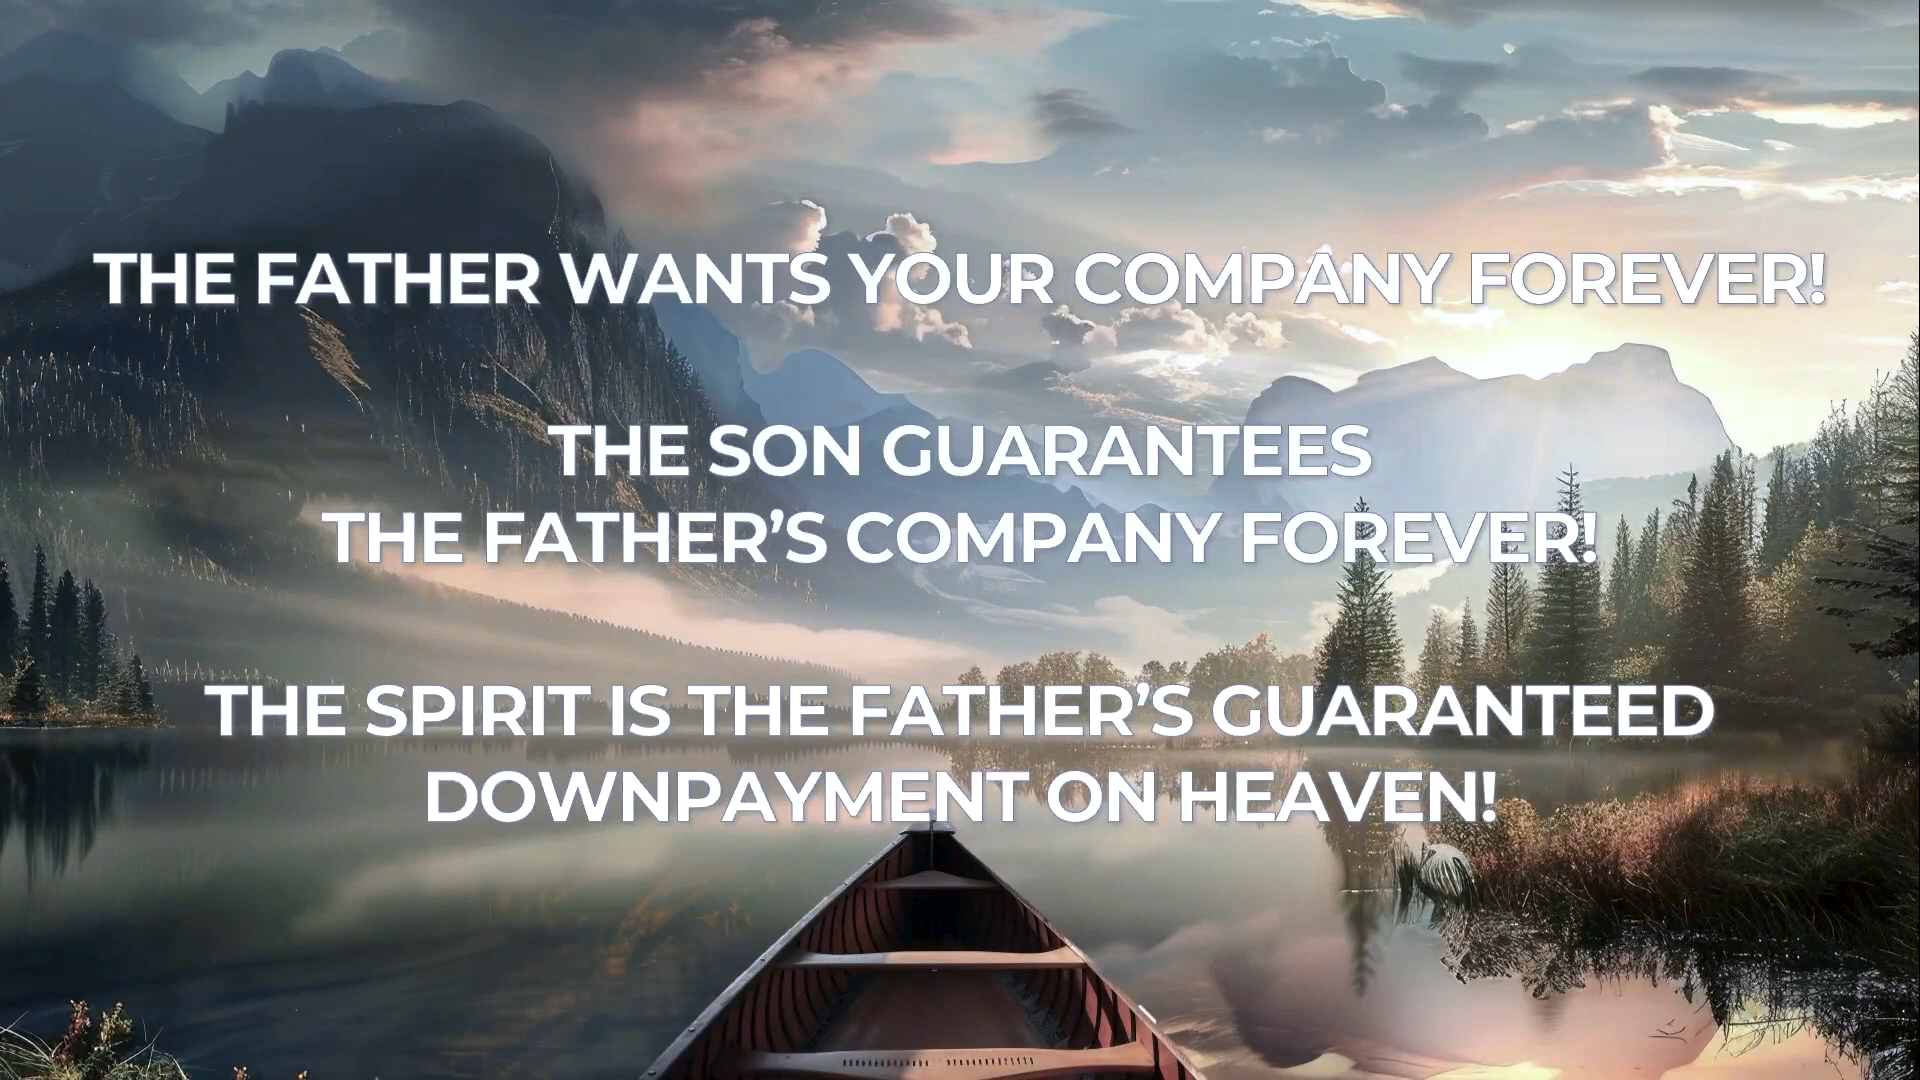 THE FATHER WANTS YOUR COMPANY FOREVER!
THE SON GUARANTEES
THE FATHER’S COMPANY FOREVER!
THE SPIRIT IS THE FATHER’S GUARANTEED
DOWNPAYMENT ON HEAVEN!